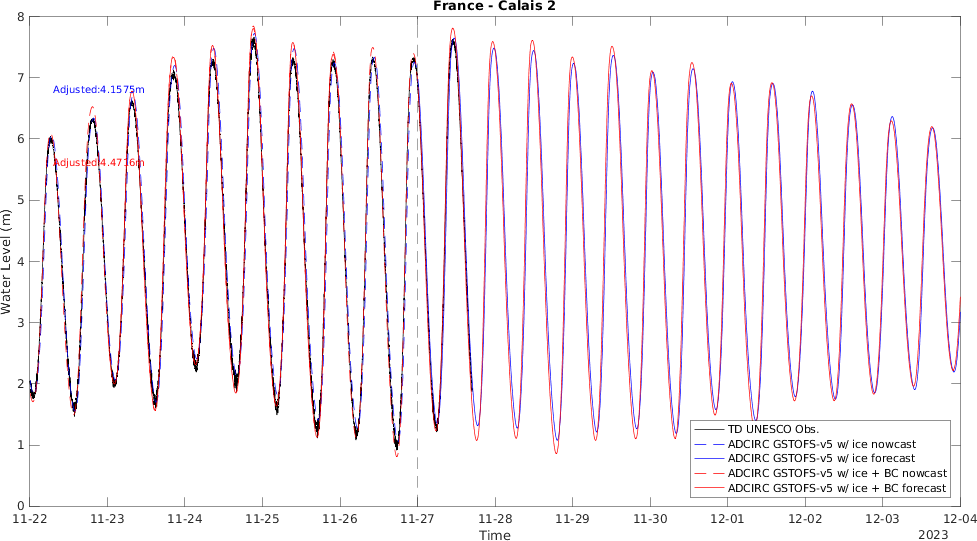 France - Calais 2
8
7
6
5
4
3
2
1
0
Water Level (m)
Adjusted:4.1575m
Adjusted:4.4716m
TD UNESCO Obs.
ADCIRC GSTOFS-v5 w/ ice nowcast
ADCIRC GSTOFS-v5 w/ ice forecast
ADCIRC GSTOFS-v5 w/ ice + BC nowcast
ADCIRC GSTOFS-v5 w/ ice + BC forecast
11-22 11-23 11-24 11-25 11-26 11-27 11-28 11-29 11-30 12-01 12-02 12-03 12-04
Time
2023